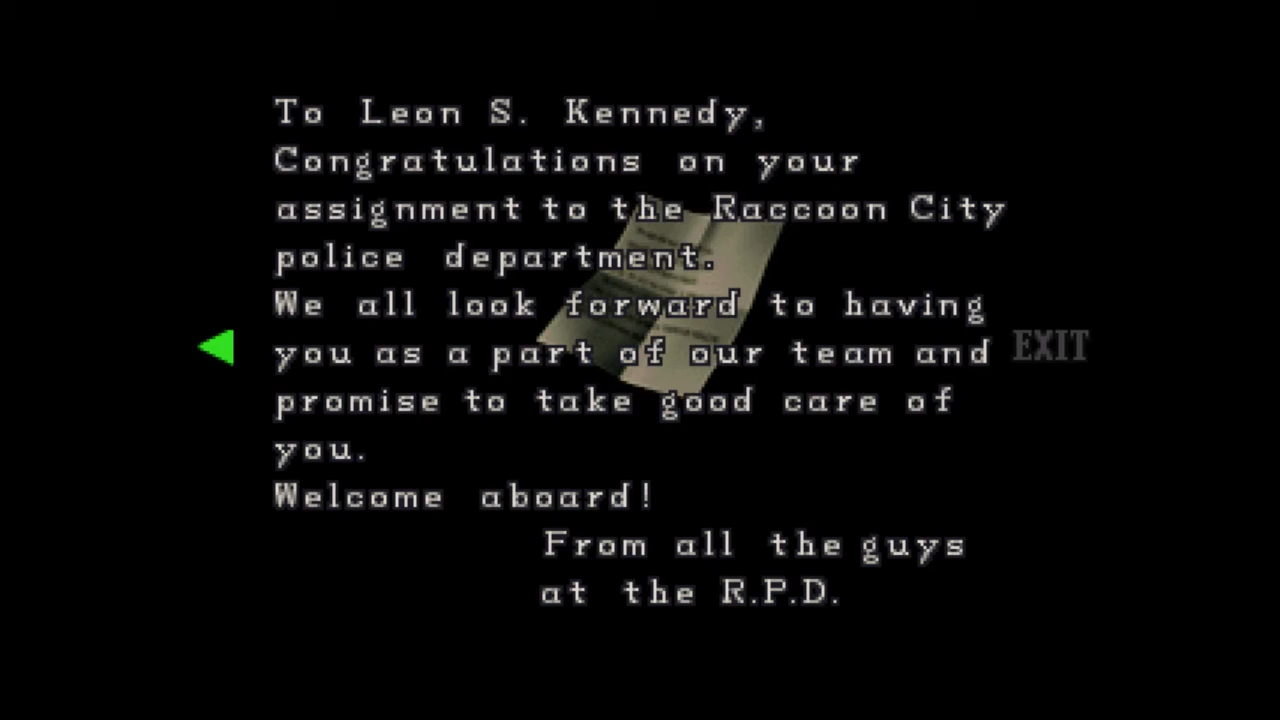 To Leon S. Kennedy,
Congratulations on your
assignment to the Raccoon City
police department.
We all look forward to having
you as a part of our team and
promise to take good care of
you.
Welcome aboard!
From all the guys
at the R.P.D.
EXIT